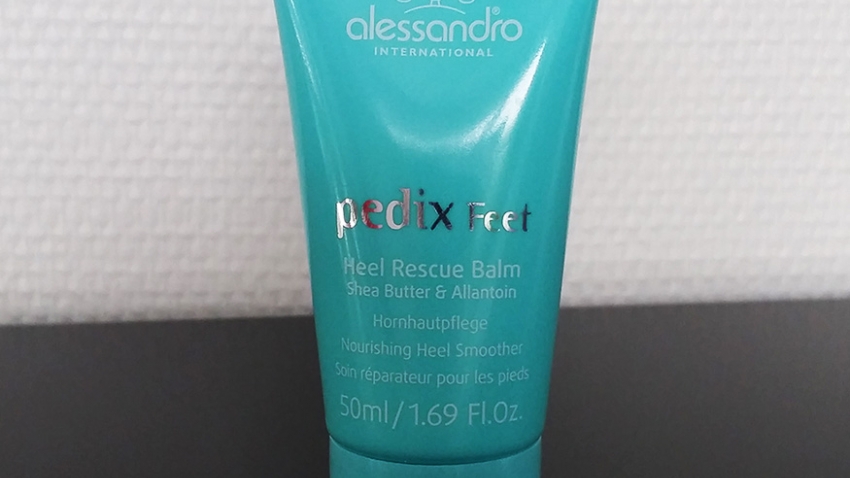 alessandro
INTERNATIONAL
pedix Feet
Heel Rescue Balm
Shea Butter & Allantoin
Hornhautpflege
Nourishing Heel Smoother
Soin réparateur pour les pieds
50ml/1.69 Fl.Oz.